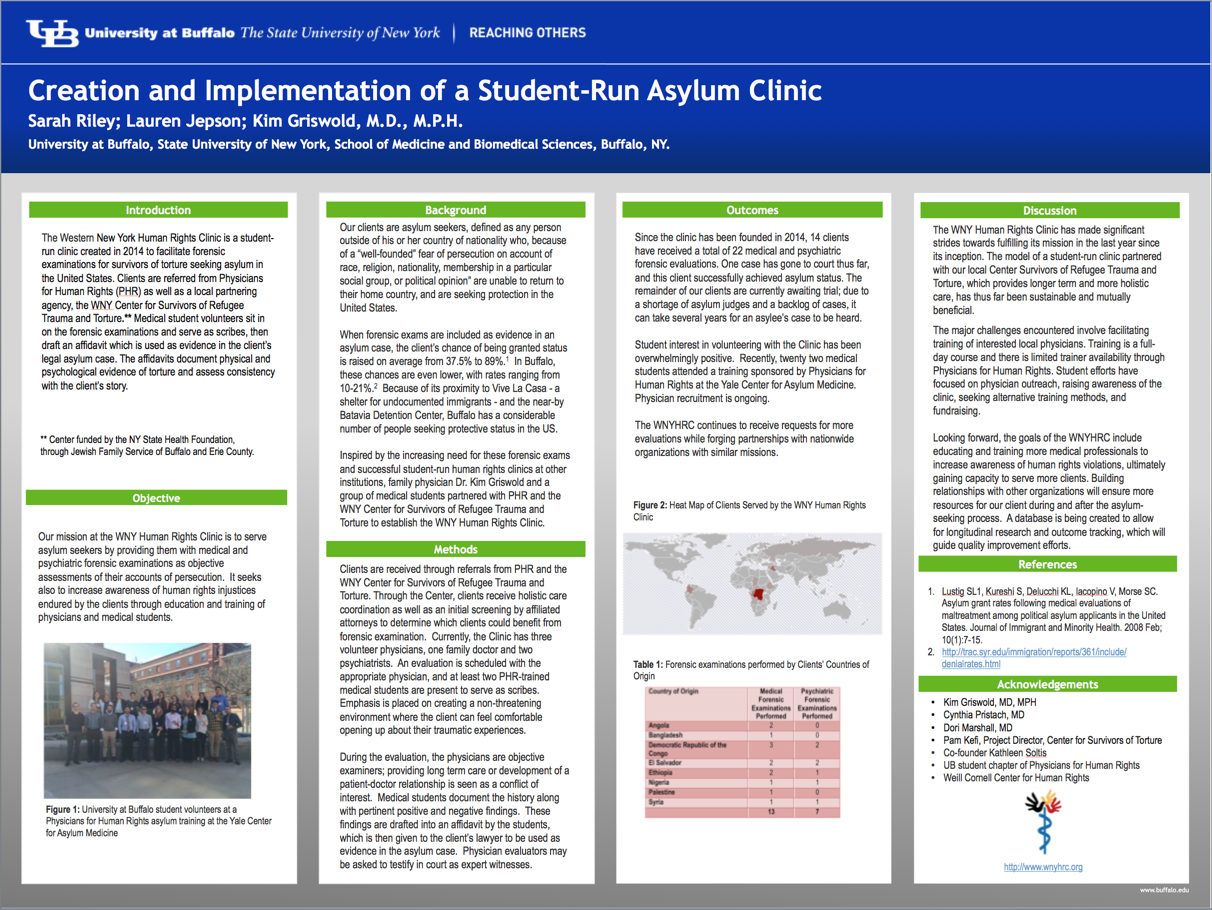 UB University at Buffalo The State University of New York | REACHING OTHERS
Creation and Implementation of a Student-Run Asylum Clinic
Sarah Riley; Lauren Jepson; Kim Griswold, M.D., M.P.H.
University at Buffalo, State University of New York, School of Medicine and Biomedical Sciences, Buffalo, NY.
Introduction
The Western New York Human Rights Clinic is a student-
run clinic created in 2014 to facilitate forensic
examinations for survivors of torture seeking asylum in
the United States. Clients are referred from Physicians
for Human Rights (PHR) as well as a local partnering
agency, the WNY Center for Survivors of Refugee
Trauma and Torture.** Medical student volunteers sit in
on the forensic examinations and serve as scribes, then
draft an affidavit which is used as evidence in the client's
legal asylum case. The affidavits document physical and
psychological evidence of torture and assess consistency
with the client's story.
** Center funded by the NY State Health Foundation,
through Jewish Family Service of Buffalo and Erie County.
Objective
Our mission at the WNY Human Rights Clinic is to serve
asylum seekers by providing them with medical and
psychiatric forensic examinations as objective
assessments of their accounts of persecution. It seeks
also to increase awareness of human rights injustices
endured by the clients through education and training of
physicians and medical students.
Figure 1: University at Buffalo student volunteers at a
Physicians for Human Rights asylum training at the Yale Center
for Asylum Medicine
Background
Our clients are asylum seekers, defined as any person
outside of his or her country of nationality who, because
of a “well-founded” fear of persecution on account of
race, religion, nationality, membership in a particular
social group, or political opinion” are unable to return to
their home country, and are seeking protection in the
United States.
When forensic exams are included as evidence in an
asylum case, the client's chance of being granted status
is raised on average from 37.5% to 89%.1 In Buffalo,
these chances are even lower, with rates ranging from
10-21%.2 Because of its proximity to Vive La Casa - a
shelter for undocumented immigrants - and the near-by
Batavia Detention Center, Buffalo has a considerable
number of people seeking protective status in the US.
Inspired by the increasing need for these forensic exams
and successful student-run human rights clinics at other
institutions, family physician Dr. Kim Griswold and a
group of medical students partnered with PHR and the
WNY Center for Survivors of Refugee Trauma and
Torture to establish the WNY Human Rights Clinic.
Methods
Clients are received through referrals from PHR and the
WNY Center for Survivors of Refugee Trauma and
Torture. Through the Center, clients receive holistic care
coordination as well as an initial screening by affiliated
attorneys to determine which clients could benefit from
forensic examination. Currently, the Clinic has three
volunteer physicians, one family doctor and two
psychiatrists. An evaluation is scheduled with the
appropriate physician, and at least two PHR-trained
medical students are present to serve as scribes.
Emphasis is placed on creating a non-threatening
environment where the client can feel comfortable
opening up about their traumatic experiences.
During the evaluation, the physicians are objective
examiners; providing long term care or development of a
patient-doctor relationship is seen as a conflict of
interest. Medical students document the history along
with pertinent positive and negative findings. These
findings are drafted into an affidavit by the students,
which is then given to the client's lawyer to be used as
evidence in the asylum case. Physician evaluators may
be asked to testify in court as expert witnesses.
Outcomes
Since the clinic has been founded in 2014, 14 clients
have received a total of 22 medical and psychiatric
forensic evaluations. One case has gone to court thus far,
and this client successfully achieved asylum status. The
remainder of our clients are currently awaiting trial; due to
a shortage of asylum judges and a backlog of cases, it
can take several years for an asylee's case to be heard.
Student interest in volunteering with the Clinic has been
overwhelmingly positive. Recently, twenty two medical
students attended a training sponsored by Physicians for
Human Rights at the Yale Center for Asylum Medicine.
Physician recruitment is ongoing.
The WNYHRC continues to receive requests for more
evaluations while forging partnerships with nationwide
organizations with similar missions.
Figure 2: Heat Map of Clients Served by the WNY Human Rights
Clinic
Table 1: Forensic examinations performed by Clients' Countries of
Origin
Country of Origin Medical Forensic Examinations Performed Psychiatric Forensic Examinations Performed
Angola 2 0
Bangladesh 1 0
Democratic Republic of the Congo 3 2
El Salvador 2 2
Ethiopia 2 1
Nigeria 1 1
Palestine 1 0
Syria 1 1
13 7
Discussion
The WNY Human Rights Clinic has made significant
strides towards fulfilling its mission in the last year since
its inception. The model of a student-run clinic partnered
with our local Center Survivors of Refugee Trauma and
Torture, which provides longer term and more holistic
care, has thus far been sustainable and mutually
beneficial.
The major challenges encountered involve facilitating
training of interested local physicians. Training is a full-
day course and there is limited trainer availability through
Physicians for Human Rights. Student efforts have
focused on physician outreach, raising awareness of the
clinic, seeking alternative training methods, and
fundraising.
Looking forward, the goals of the WNYHRC include
educating and training more medical professionals to
increase awareness of human rights violations, ultimately
gaining capacity to serve more clients. Building
relationships with other organizations will ensure more
resources for our client during and after the asylum-
seeking process. A database is being created to allow
for longitudinal research and outcome tracking, which will
guide quality improvement efforts.
References
1. Lustig SL1, Kureshi S, Delucchi KL, Iacopino V, Morse SC.
Asylum grant rates following medical evaluations of
maltreatment among political asylum applicants in the United
States. Journal of Immigrant and Minority Health. 2008 Feb;
10(1):7-15.
2. http://trac.syr.edu/immigration/reports/361/include/
denialrates.html
Acknowledgements
• Kim Griswold, MD, MPH
• Cynthia Pristach, MD
• Dori Marshall, MD
• Pam Kefi, Project Director, Center for Survivors of Torture
• Co-founder Kathleen Soltis
• UB student chapter of Physicians for Human Rights
• Weill Cornell Center for Human Rights
http://www.wnyhrc.org
www.buffalo.edu